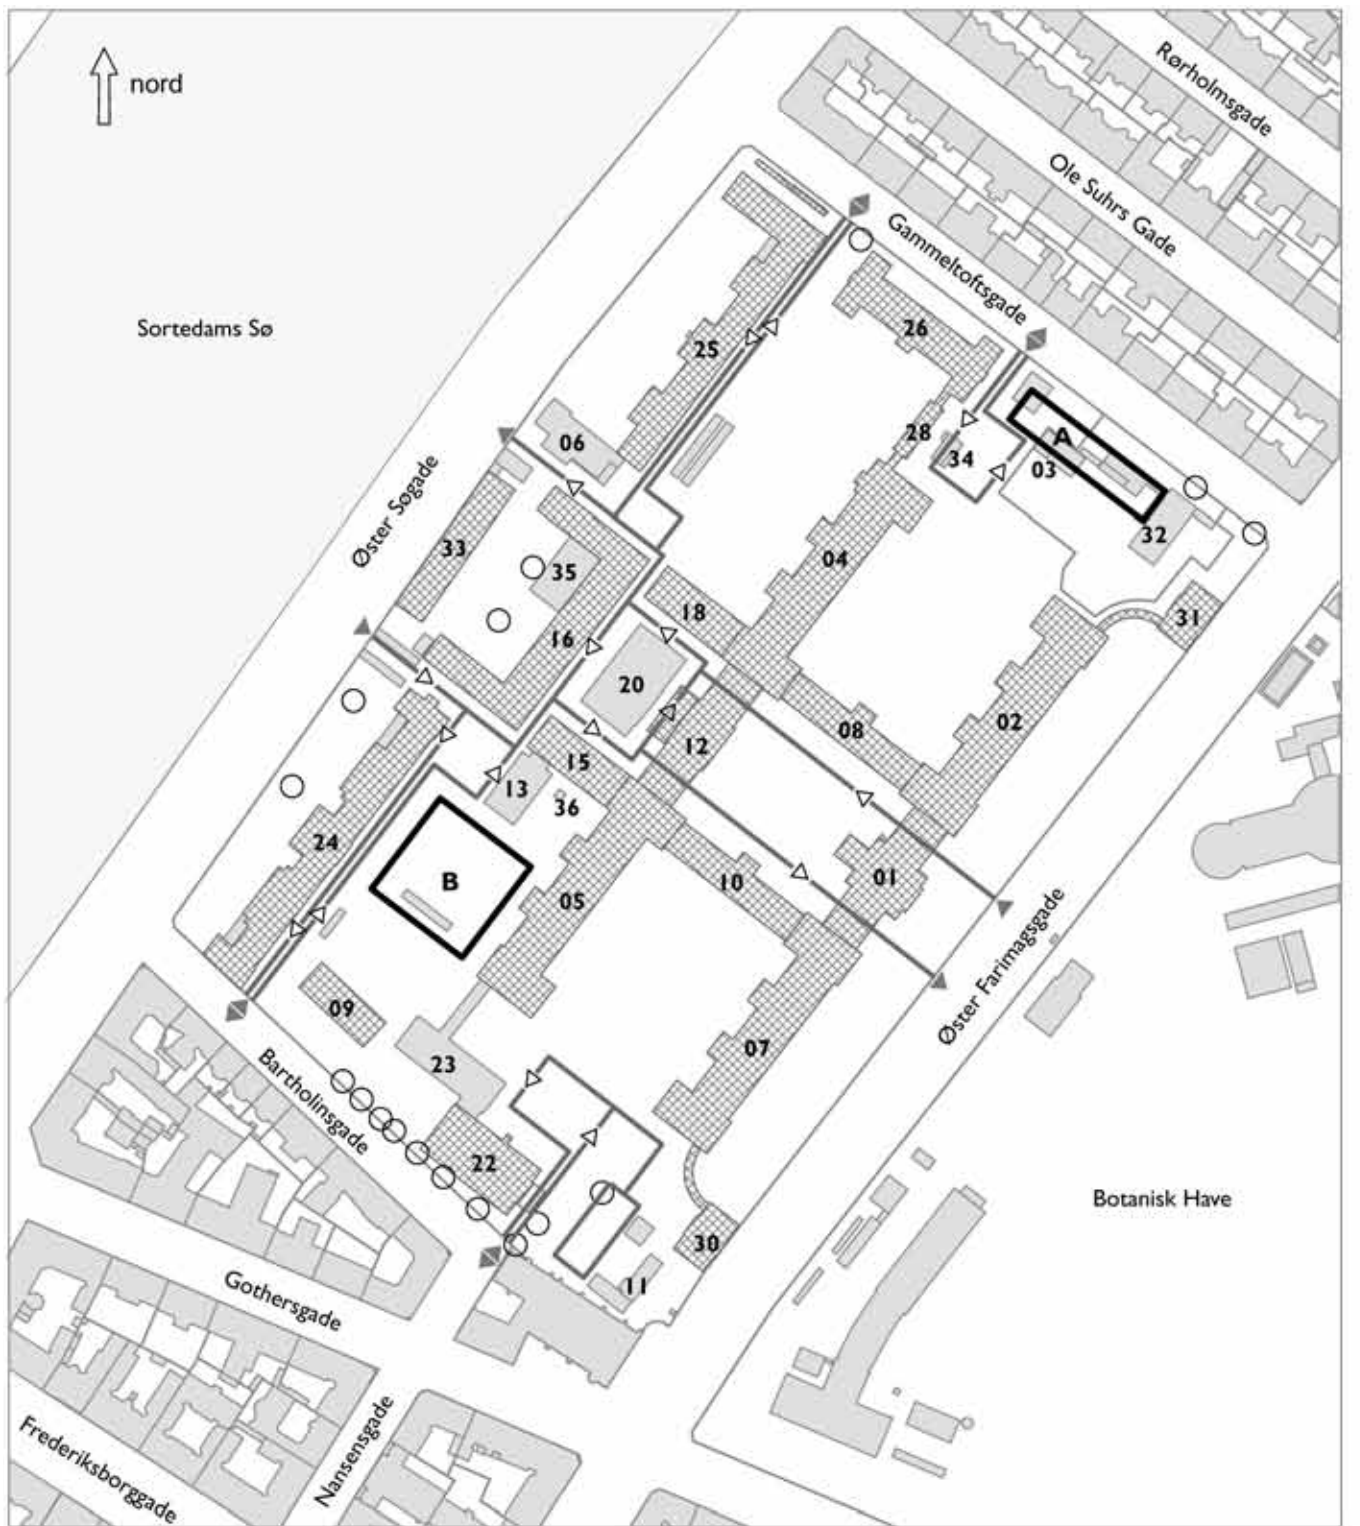 nord
Rørholmsgade
Ole Suhrs Gade
Gammeltoftsgade
Sortedams Sø
26
25
28
A
06
34
03
Øster Søgade
33
35
04
32
18
31
16
20
02
08
12
15
13
36
24
B
05
10
01
Øster Farimagsgade
09
23
07
Bartholinsgade
22
Botanisk Have
30
11
Gothersgade
Nansensgade
Frederiksborggade